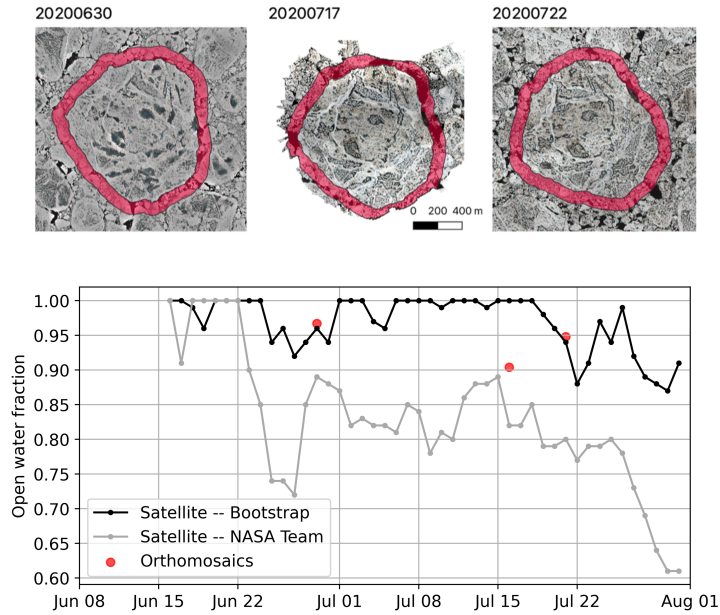 20200630
20200717
20200722
0 200 400 m
1.00
0.95
0.90
0.85
0.80
0.75
0.70
0.65
0.60
Open water fraction
Satellite -- Bootstrap
Satellite -- NASA Team
Orthomosaics
Jun 08 Jun 15 Jun 22 Jul 01 Jul 08 Jul 15 Jul 22 Aug 01